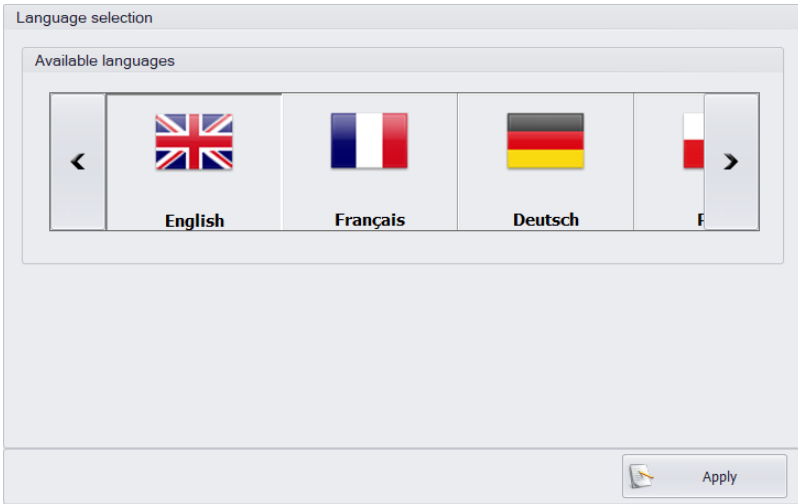 Language selection
Available languages
English Français Deutsch
Apply